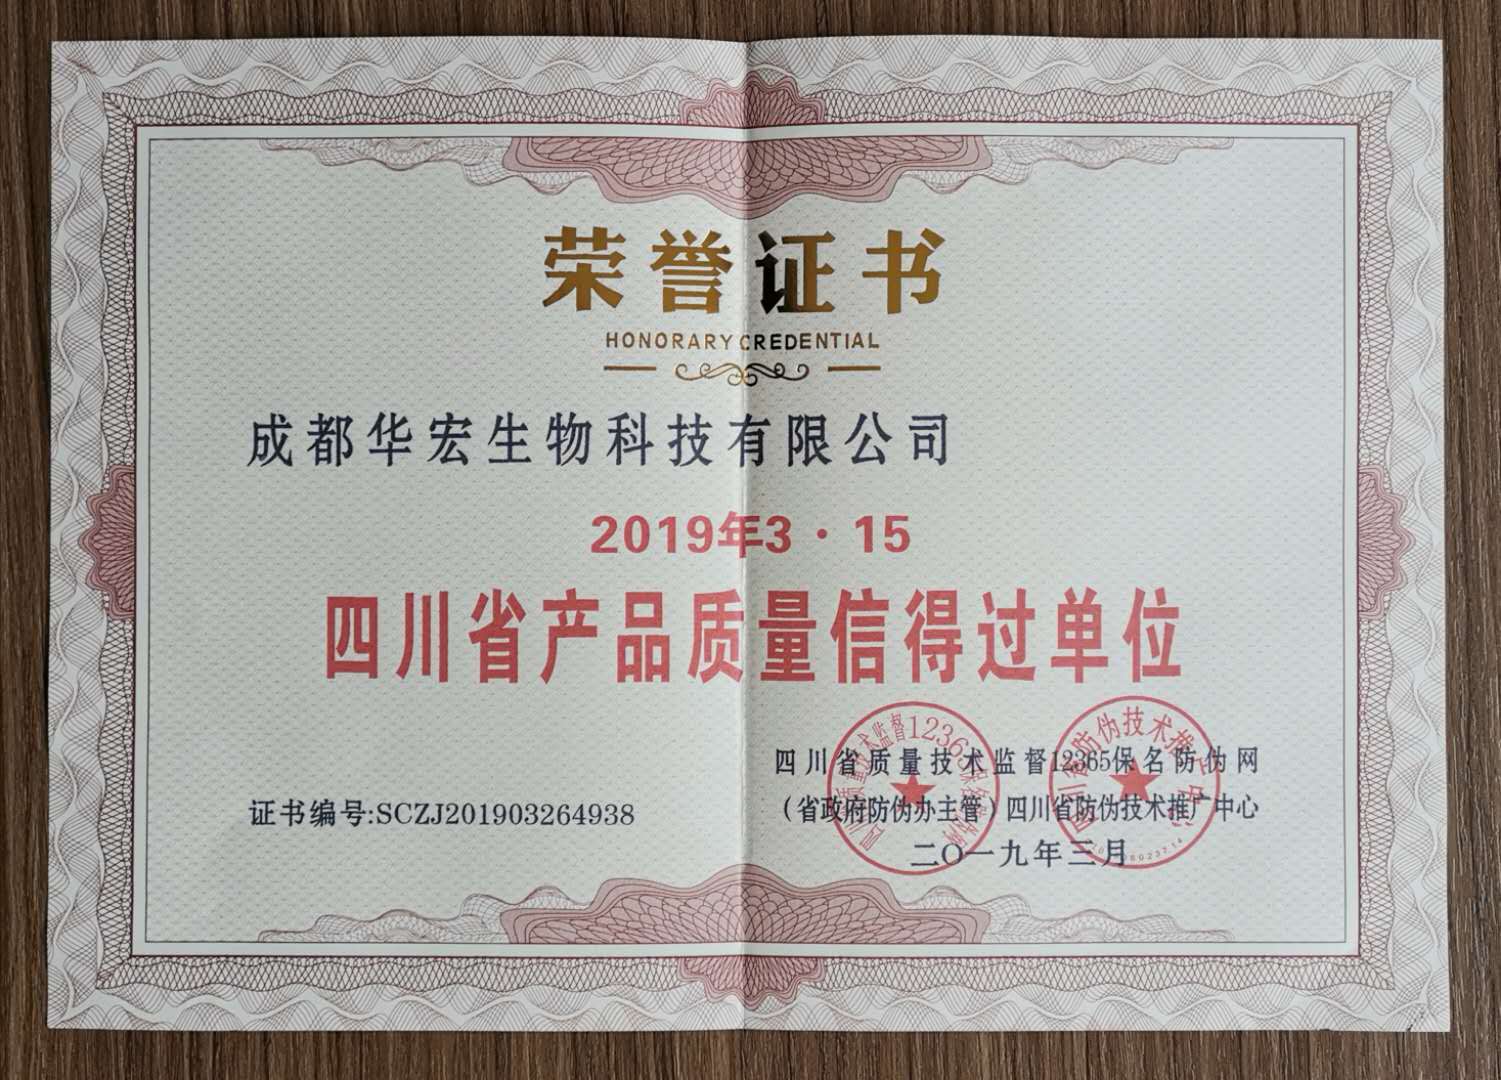 荣誉证书
HONORARY CREDENTIAL
成都华宏生物科技有限公司
2019年3·15
四川省产品质量信得过单位
四川省质量技术监督12365保名防伪网
（省政府防伪办主管）四川省防伪技术推广中心
证书编号:SCZJ201903264938
二〇一九年三月